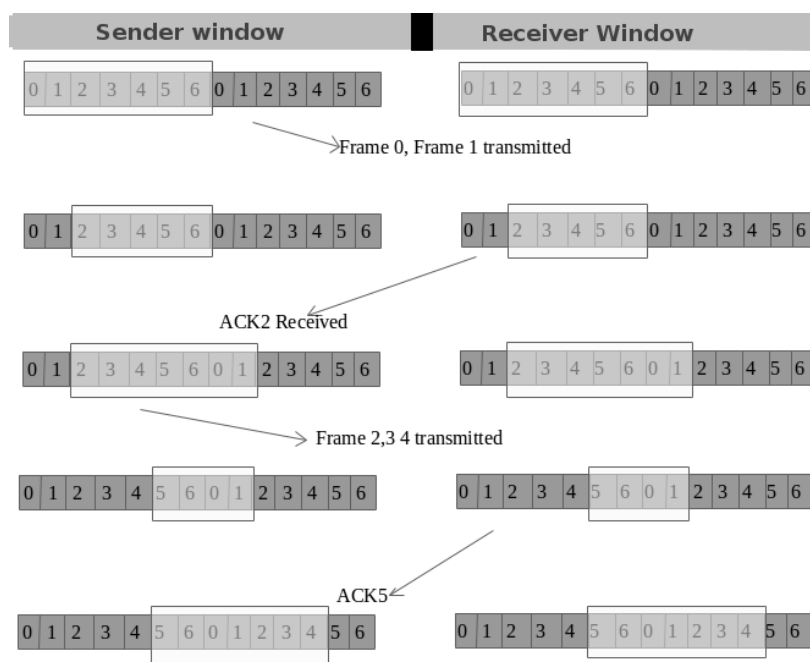 Sender window
Receiver Window
0 1 2 3 4 5 6 0 1 2 3 4 5 6
0 1 2 3 4 5 6 0 1 2 3 4 5 6
Frame 0, Frame 1 transmitted
0 1 2 3 4 5 6 0 1 2 3 4 5 6
0 1 2 3 4 5 6 0 1 2 3 4 5 6
ACK2 Received
0 1 2 3 4 5 6 0 1 2 3 4 5 6
0 1 2 3 4 5 6 0 1 2 3 4 5 6
Frame 2,3 4 transmitted
0 1 2 3 4 5 6 0 1 2 3 4 5 6
0 1 2 3 4 5 6 0 1 2 3 4 5 6
ACK5
0 1 2 3 4 5 6 0 1 2 3 4 5 6
0 1 2 3 4 5 6 0 1 2 3 4 5 6